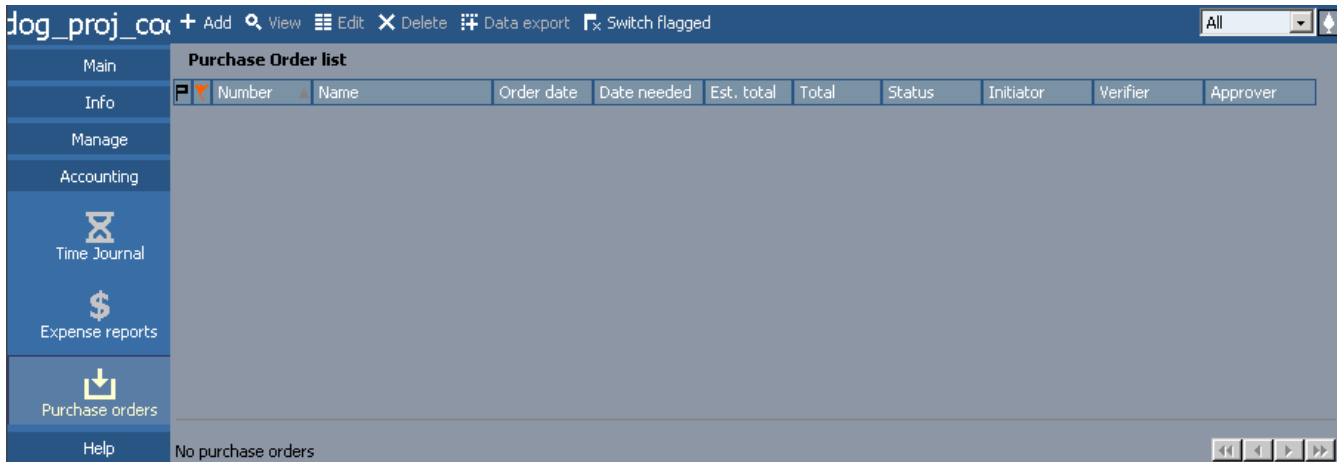 dog_proj_coo Add View Edit Delete Data export Switch flagged All
Main
Info
Manage
Accounting
Time Journal
Expense reports
Purchase orders
Help
Purchase Order list
Number Name Order date Date needed Est. total Total Status Initiator Verifier Approver
No purchase orders